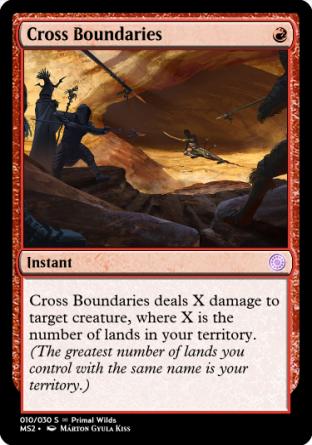 Cross Boundaries
Instant
Cross Boundaries deals X damage to
target creature, where X is the
number of lands in your territory.
(The greatest number of lands you
control with the same name is your
territory.)
010/030 S ∞ Primal Wilds
MS2 • Márton Gyula Kiss